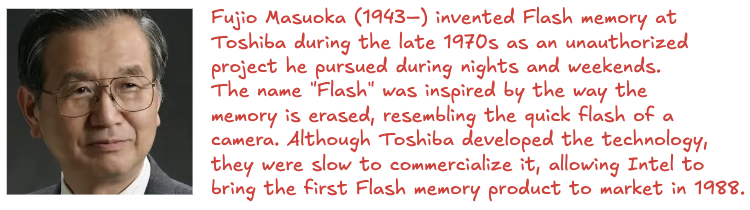 Fujio Masuoka (1943—) invented Flash memory at
Toshiba during the late 1970s as an unauthorized
project he pursued during nights and weekends.
The name "Flash" was inspired by the way the
memory is erased, resembling the quick flash of a
camera. Although Toshiba developed the technology,
they were slow to commercialize it, allowing Intel to
bring the first Flash memory product to market in 1988.